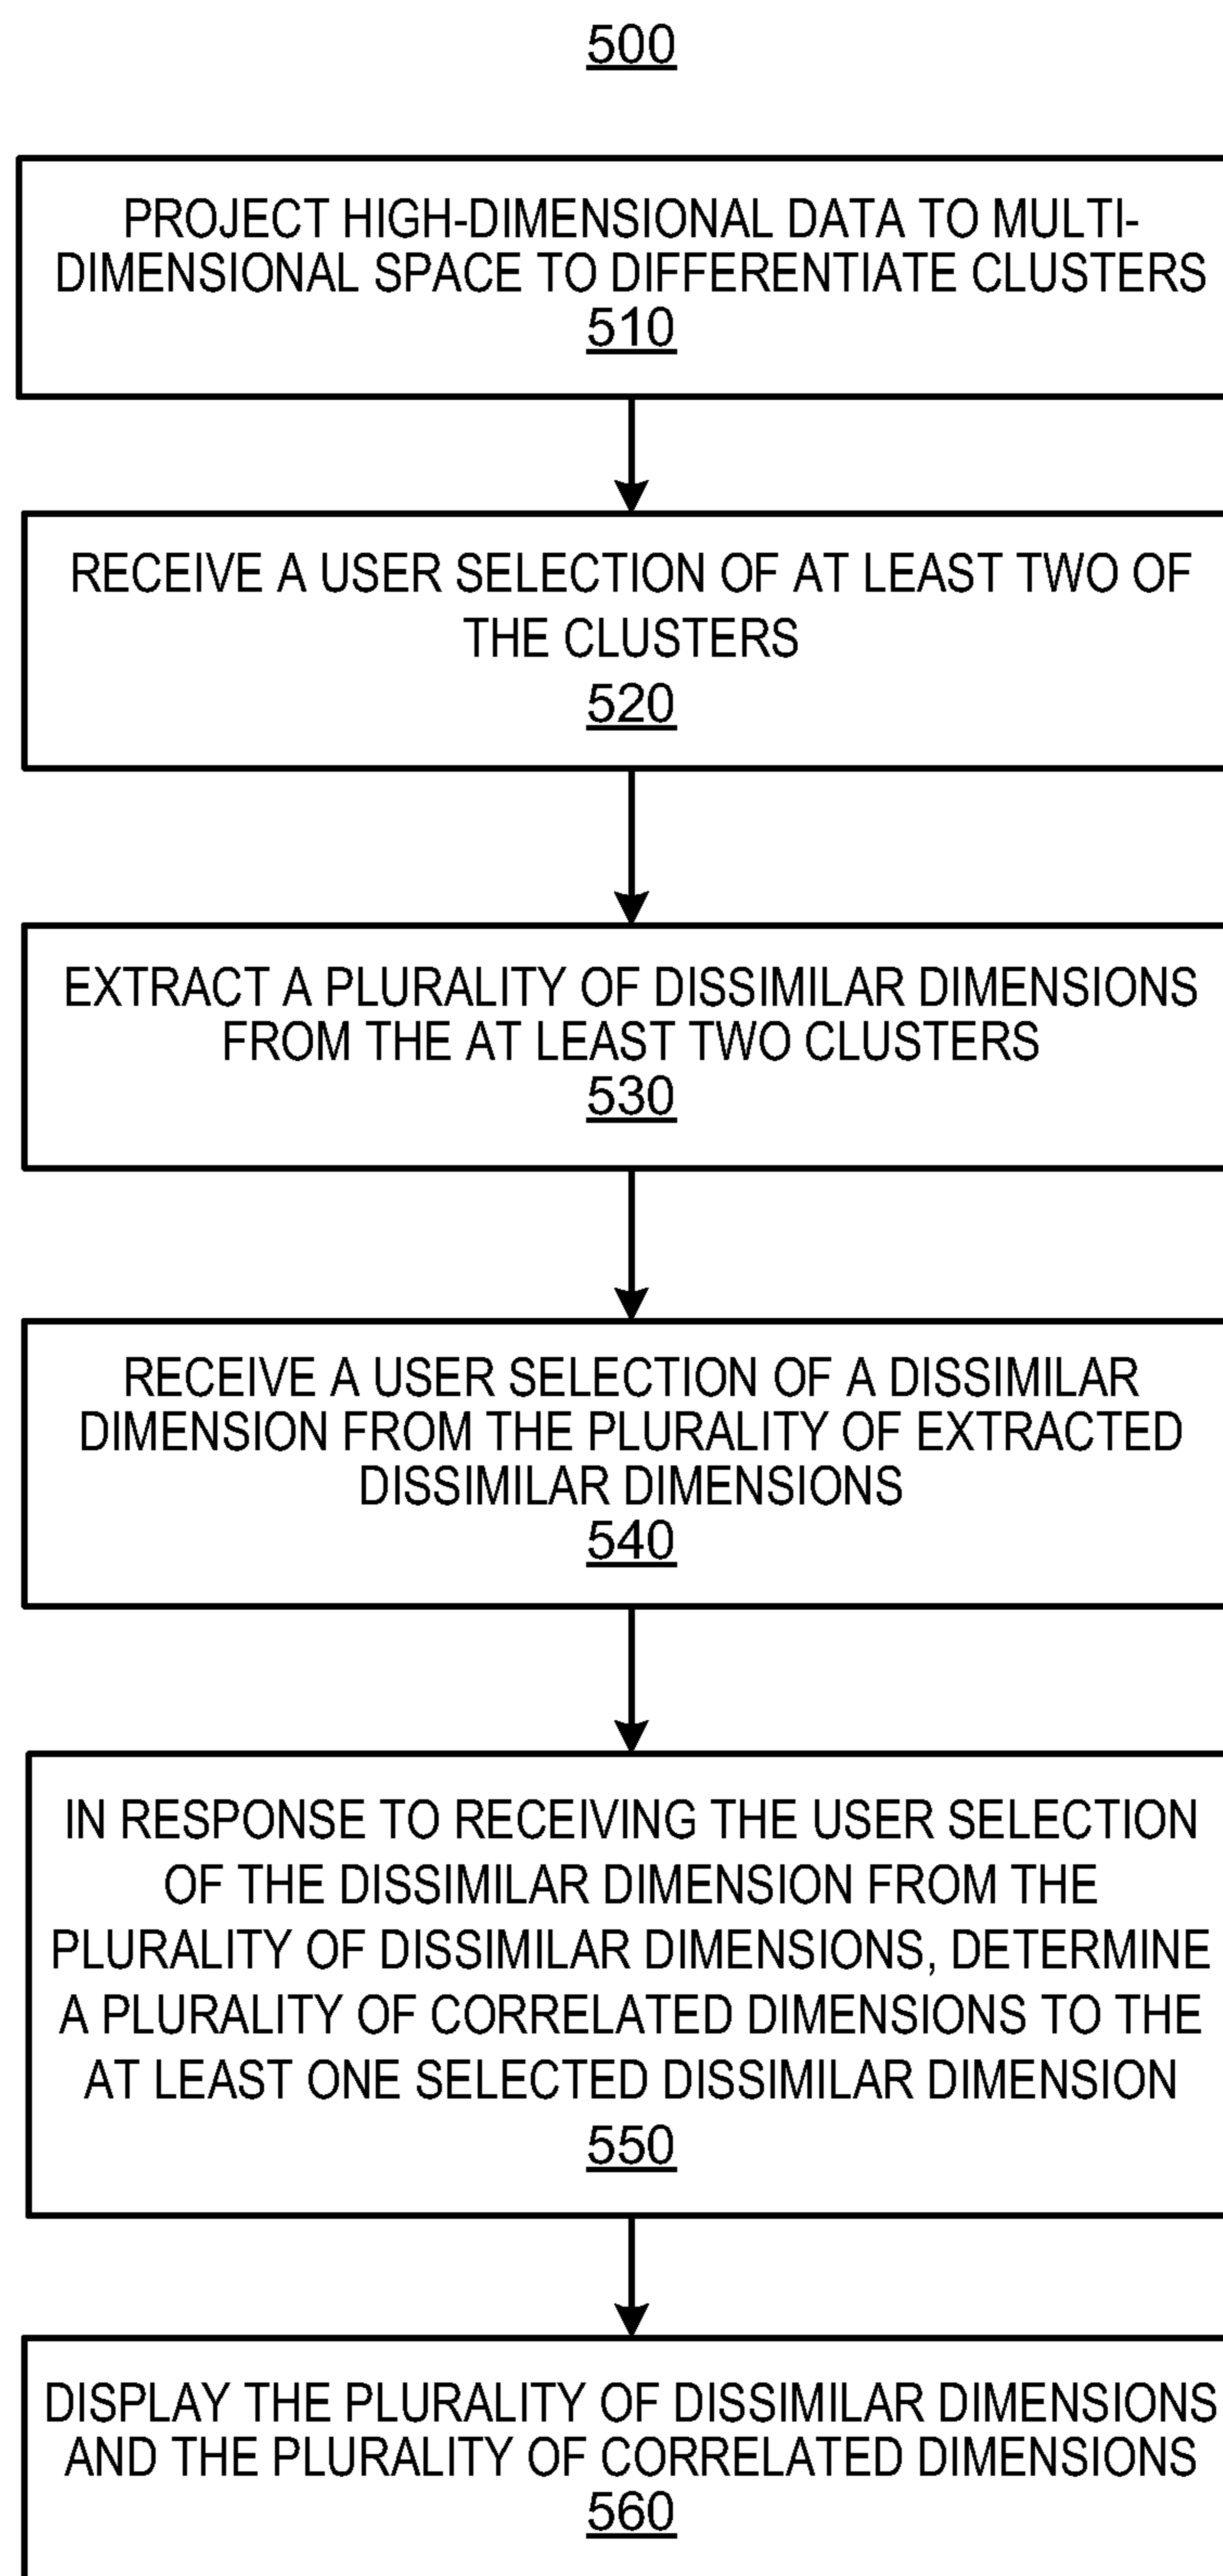 500
PROJECT HIGH-DIMENSIONAL DATA TO MULTI-
DIMENSIONAL SPACE TO DIFFERENTIATE CLUSTERS
510
RECEIVE A USER SELECTION OF AT LEAST TWO OF
THE CLUSTERS
520
EXTRACT A PLURALITY OF DISSIMILAR DIMENSIONS
FROM THE AT LEAST TWO CLUSTERS
530
RECEIVE A USER SELECTION OF A DISSIMILAR
DIMENSION FROM THE PLURALITY OF EXTRACTED
DISSIMILAR DIMENSIONS
540
IN RESPONSE TO RECEIVING THE USER SELECTION
OF THE DISSIMILAR DIMENSION FROM THE
PLURALITY OF DISSIMILAR DIMENSIONS, DETERMINE
A PLURALITY OF CORRELATED DIMENSIONS TO THE
AT LEAST ONE SELECTED DISSIMILAR DIMENSION
550
DISPLAY THE PLURALITY OF DISSIMILAR DIMENSIONS
AND THE PLURALITY OF CORRELATED DIMENSIONS
560